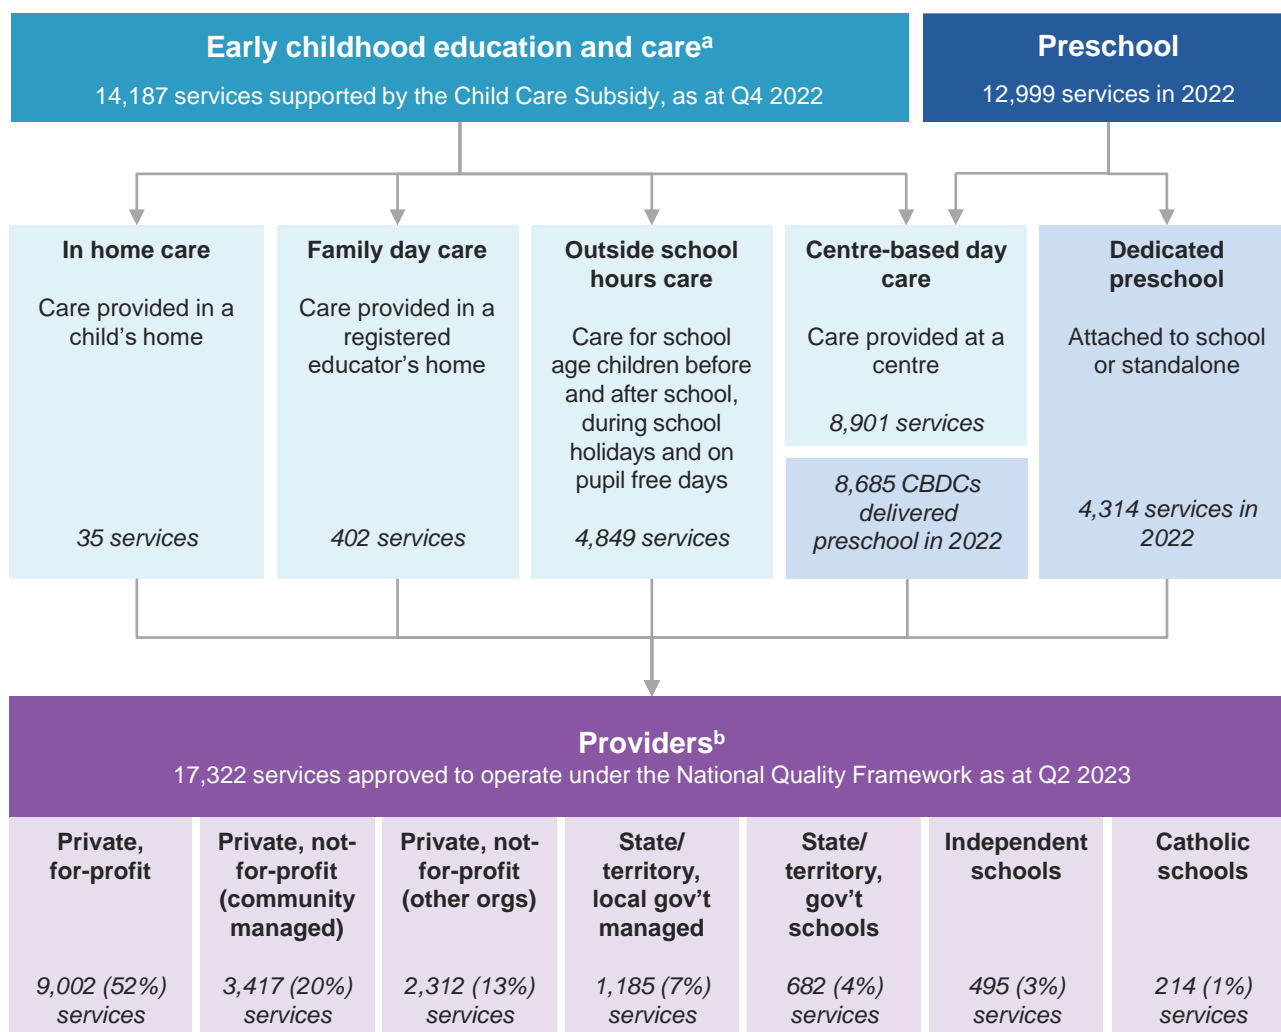 Early childhood education and careᵃ
14,187 services supported by the Child Care Subsidy, as at Q4 2022
Preschool
12,999 services in 2022
In home care
Care provided in a
child’s home
35 services
Family day care
Care provided in a
registered
educator’s home
402 services
Outside school
hours care
Care for school
age children before
and after school,
during school
holidays and on
pupil free days
4,849 services
Centre-based day
care
Care provided at a
centre
8,901 services
8,685 CBDCs
delivered
preschool in 2022
Dedicated
preschool
Attached to school
or standalone
4,314 services in
2022
Providersᵇ
17,322 services approved to operate under the National Quality Framework as at Q2 2023
Private,
for-profit
9,002 (52%)
services
Private, not-
for-profit
(community
managed)
3,417 (20%)
services
Private, not-
for-profit
(other orgs)
2,312 (13%)
services
State/
territory,
local gov’t
managed
1,185 (7%)
services
State/
territory,
gov’t
schools
682 (4%)
services
Independent
schools
495 (3%)
services
Catholic
schools
214 (1%)
services